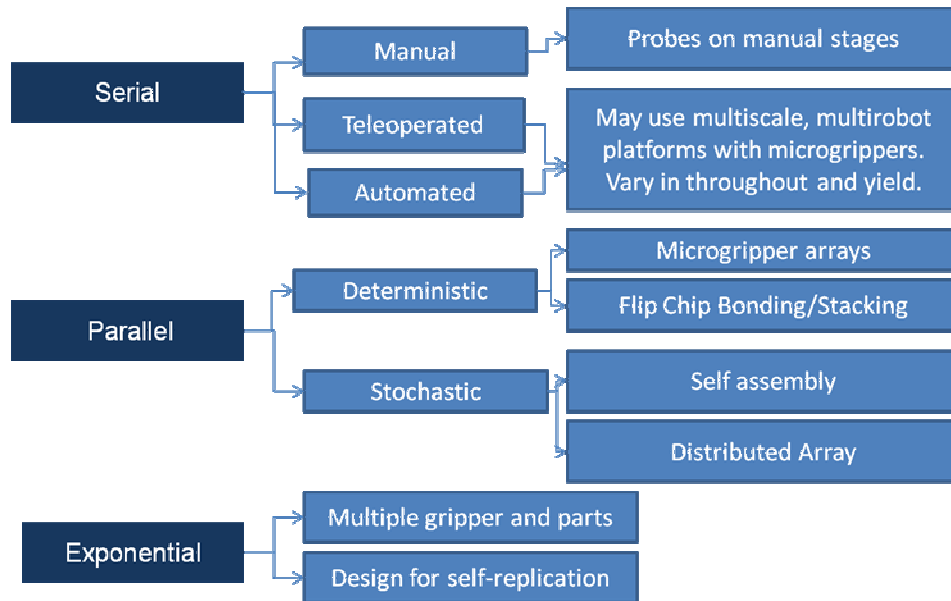 Serial
Manual
Probes on manual stages
Teleoperated
Automated
May use multiscale, multirobot
platforms with microgrippers.
Vary in throughout and yield.
Parallel
Deterministic
Microgripper arrays
Flip Chip Bonding/Stacking
Stochastic
Self assembly
Distributed Array
Exponential
Multiple gripper and parts
Design for self-replication